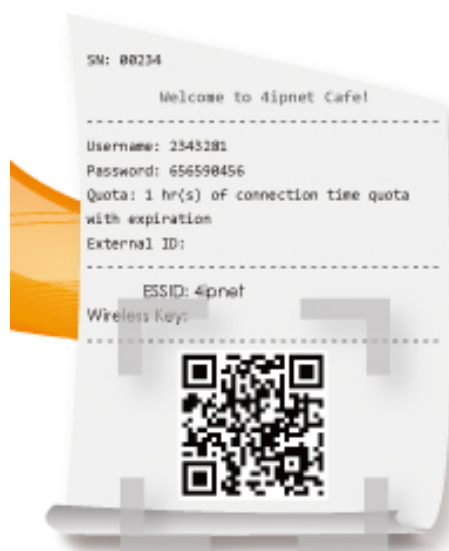 SN: 00234
Welcome to 4ipnet Cafe!
Username: 2343281
Password: 656590456
Quota: 1 hr(s) of connection time quota
with expiration
External ID:
ESSID: 4ipnet
Wireless Key: